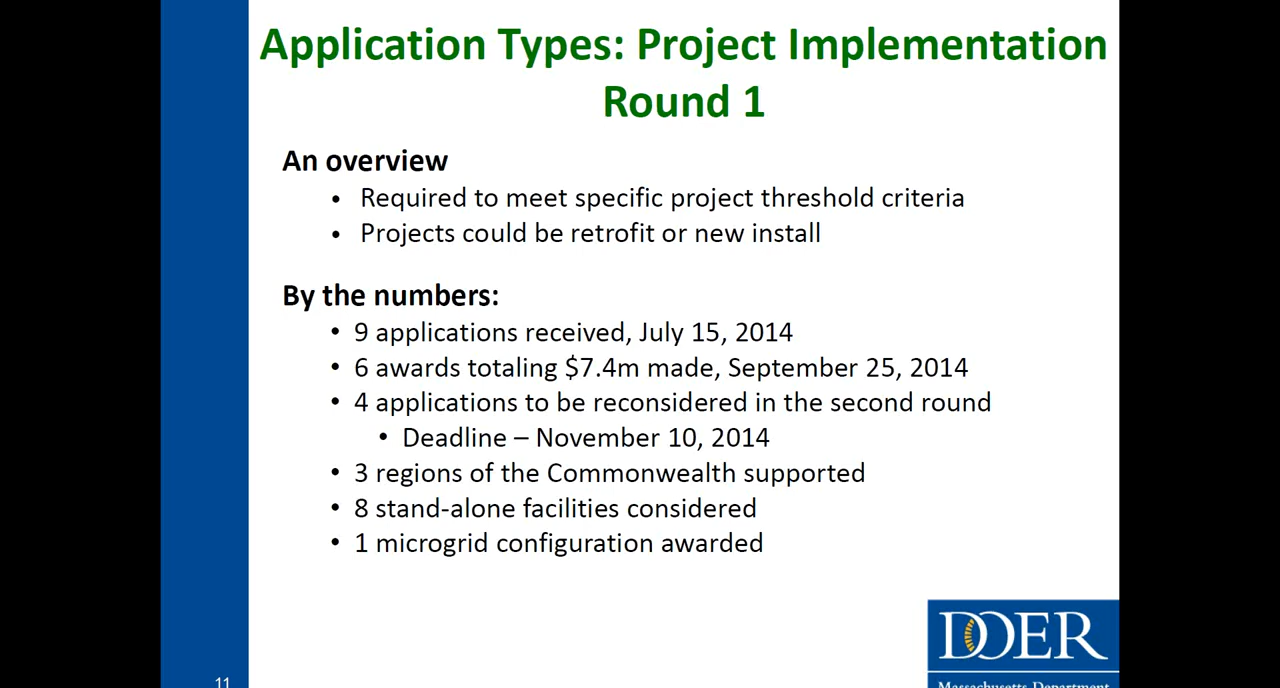 Application Types: Project Implementation
Round 1
An overview
• Required to meet specific project threshold criteria
• Projects could be retrofit or new install
By the numbers:
• 9 applications received, July 15, 2014
• 6 awards totaling $7.4m made, September 25, 2014
• 4 applications to be reconsidered in the second round
• Deadline – November 10, 2014
• 3 regions of the Commonwealth supported
• 8 stand-alone facilities considered
• 1 microgrid configuration awarded
DOER
Massachusetts Department
11